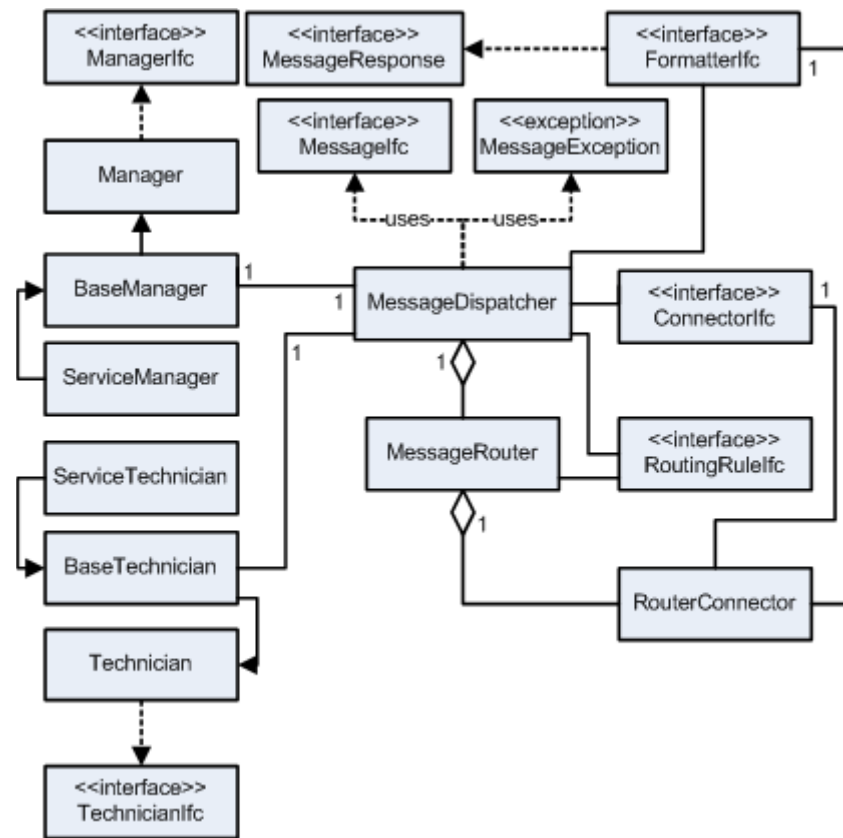 <<interface>>
ManagerIfc
<<interface>>
MessageResponse
<<interface>>
FormatterIfc
1
<<interface>>
MessageIfc
<<exception>>
MessageException
Manager
uses
uses
BaseManager
1
1
MessageDispatcher
<<interface>>
ConnectorIfc
1
1
1
ServiceManager
MessageRouter
<<interface>>
RoutingRuleIfc
ServiceTechnician
1
BaseTechnician
RouterConnector
Technician
<<interface>>
TechnicianIfc